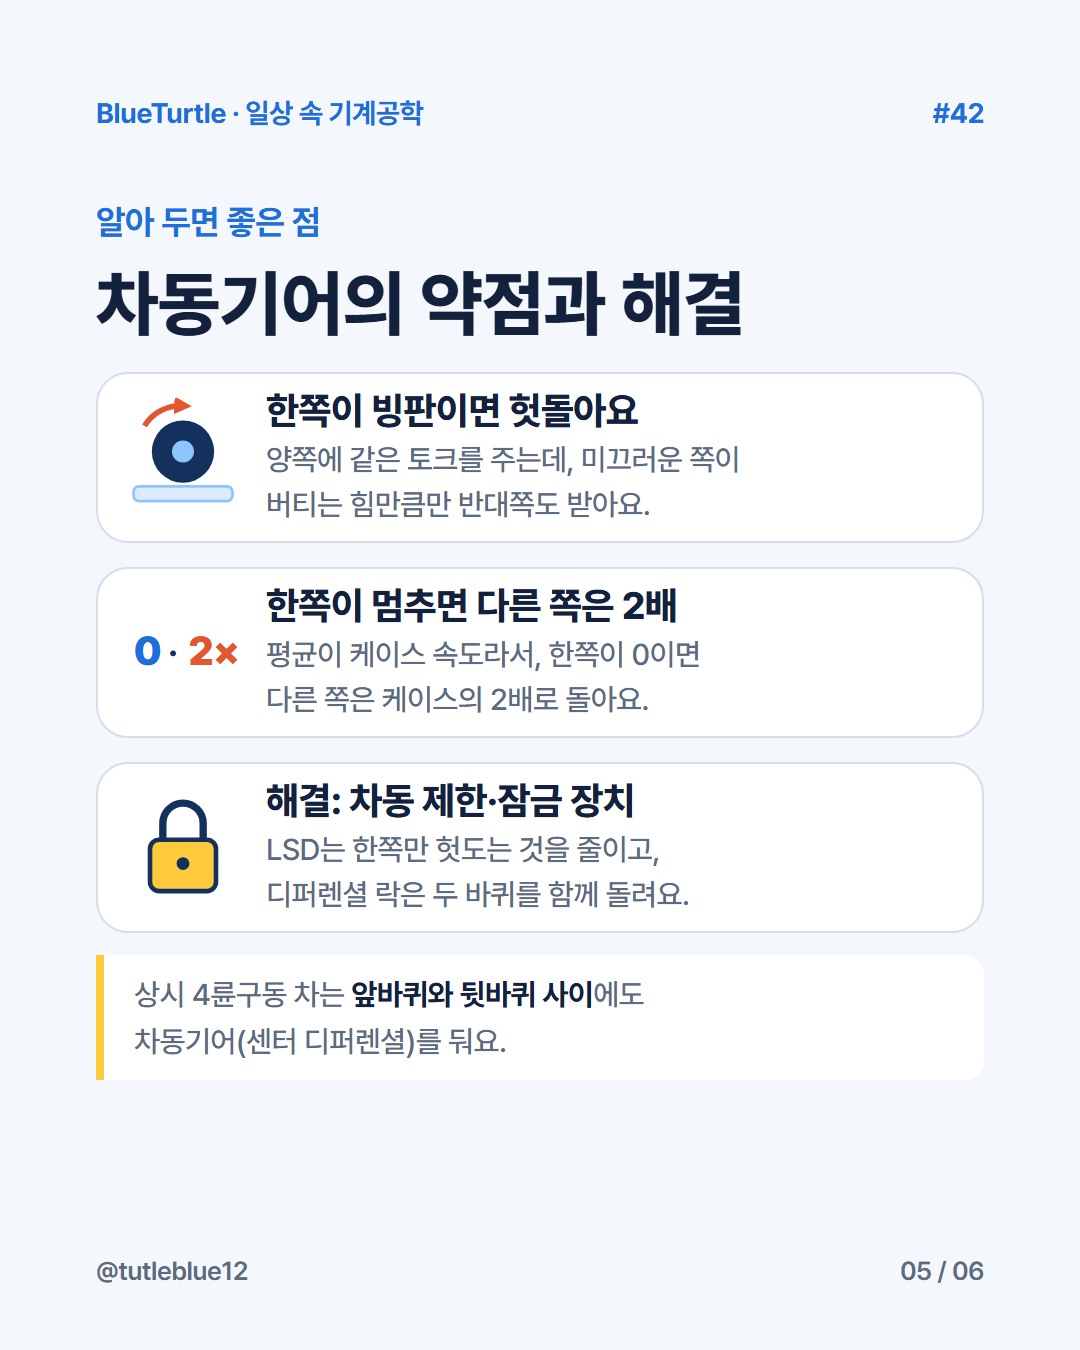 BlueTurtle · 일상 속 기계공학
#42
알아 두면 좋은 점
차동기어의 약점과 해결
한쪽이 빙판이면 헛돌아요
양쪽에 같은 토크를 주는데, 미끄러운 쪽이
버티는 힘만큼만 반대쪽도 받아요.
0 · 2×
한쪽이 멈추면 다른 쪽은 2배
평균이 케이스 속도라서, 한쪽이 0이면
다른 쪽은 케이스의 2배로 돌아요.
해결: 차동 제한·잠금 장치
LSD는 한쪽만 헛도는 것을 줄이고,
디퍼렌셜 락은 두 바퀴를 함께 돌려요.
상시 4륜구동 차는 앞바퀴와 뒷바퀴 사이에도
차동기어(센터 디퍼렌셜)를 둬요.
@tutleblue12
05 / 06